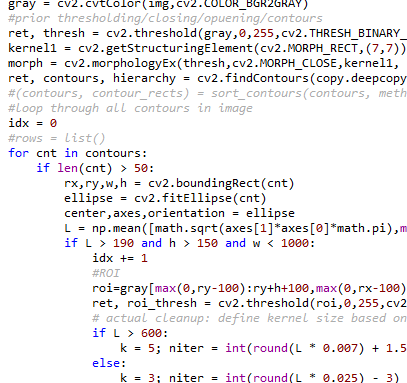 gray = cv2.cvtColor(img,cv2.COLOR_BGR2GRAY)
#prior thresholding/closing/opuening/contours
ret, thresh = cv2.threshold(gray,0,255,cv2.THRESH_BINARY_
kernel1 = cv2.getStructuringElement(cv2.MORPH_RECT,(7,7))
morph = cv2.morphologyEx(thresh,cv2.MORPH_CLOSE,kernel1,
ret, contours, hierarchy = cv2.findContours(copy.deepcopy
#(contours, contour_rects) = sort_contours(contours, meth
#loop through all contours in image
idx = 0
#rows = list()
for cnt in contours:
if len(cnt) > 50:
rx,ry,w,h = cv2.boundingRect(cnt)
ellipse = cv2.fitEllipse(cnt)
center,axes,orientation = ellipse
L = np.mean([math.sqrt(axes[1]*axes[0]*math.pi),m
if L > 190 and h > 150 and w < 1000:
idx += 1
#ROI
roi=gray[max(0,ry-100):ry+h+100,max(0,rx-100)
ret, roi_thresh = cv2.threshold(roi,0,255,cv2
# actual cleanup: define kernel size based on
if L > 600:
k = 5; niter = int(round(L * 0.007) + 1.5
else:
k = 3; niter = int(round(L * 0.025) - 3)